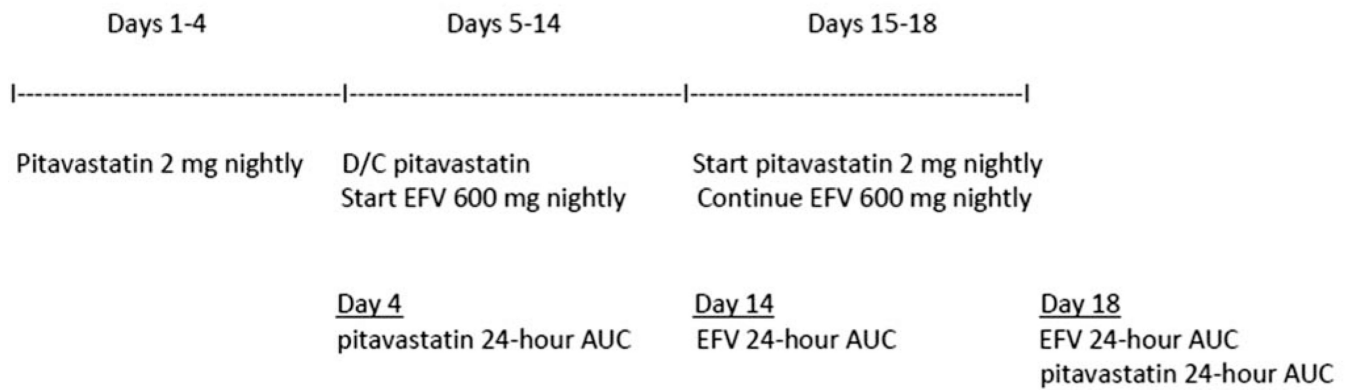 Days 1-4 Days 5-14 Days 15-18
|-------------------------------------|--------------------------------------|--------------------------------------|
Pitavastatin 2 mg nightly D/C pitavastatin Start pitavastatin 2 mg nightly
Start EFV 600 mg nightly Continue EFV 600 mg nightly
Day 4 Day 14 Day 18
pitavastatin 24-hour AUC EFV 24-hour AUC EFV 24-hour AUC
pitavastatin 24-hour AUC